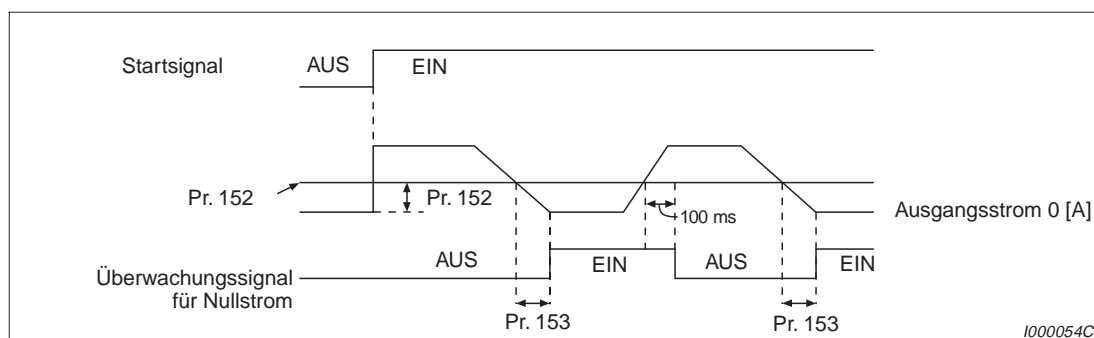 Startsignal
AUS
EIN
Pr. 152
Pr. 152
100 ms
Ausgangsstrom 0 [A]
Überwachungssignal
für Nullstrom
AUS
EIN
AUS
EIN
Pr. 153
Pr. 153
I000054C